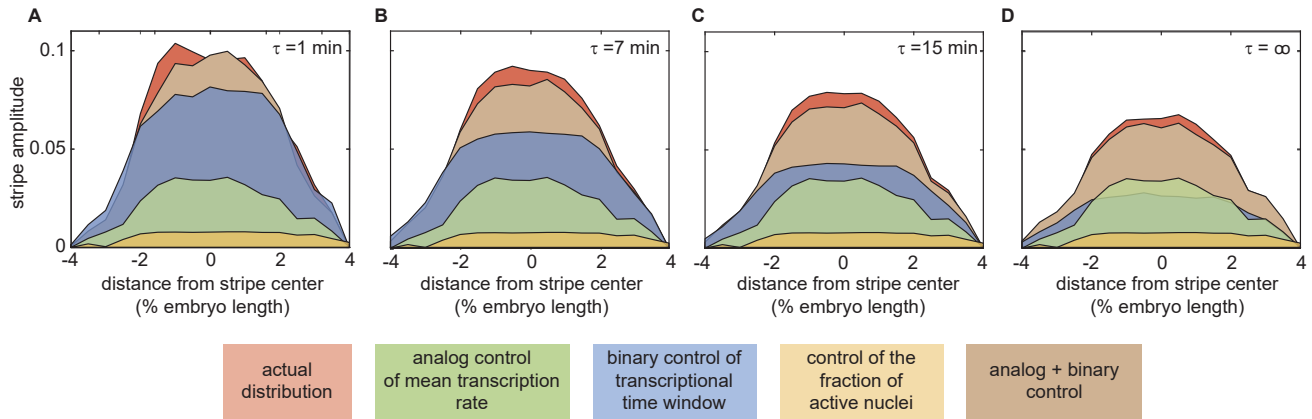 A
B
C
D
τ =1 min
τ =7 min
τ =15 min
τ = ∞
stripe amplitude
0.1
0.05
0
-4 -2 0 2 4
-4 -2 0 2 4
-4 -2 0 2 4
-4 -2 0 2 4
distance from stripe center
(% embryo length)
distance from stripe center
(% embryo length)
distance from stripe center
(% embryo length)
distance from stripe center
(% embryo length)
actual
distribution
analog control
of mean transcription
rate
binary control of
transcriptional
time window
control of the
fraction of
active nuclei
analog + binary
control